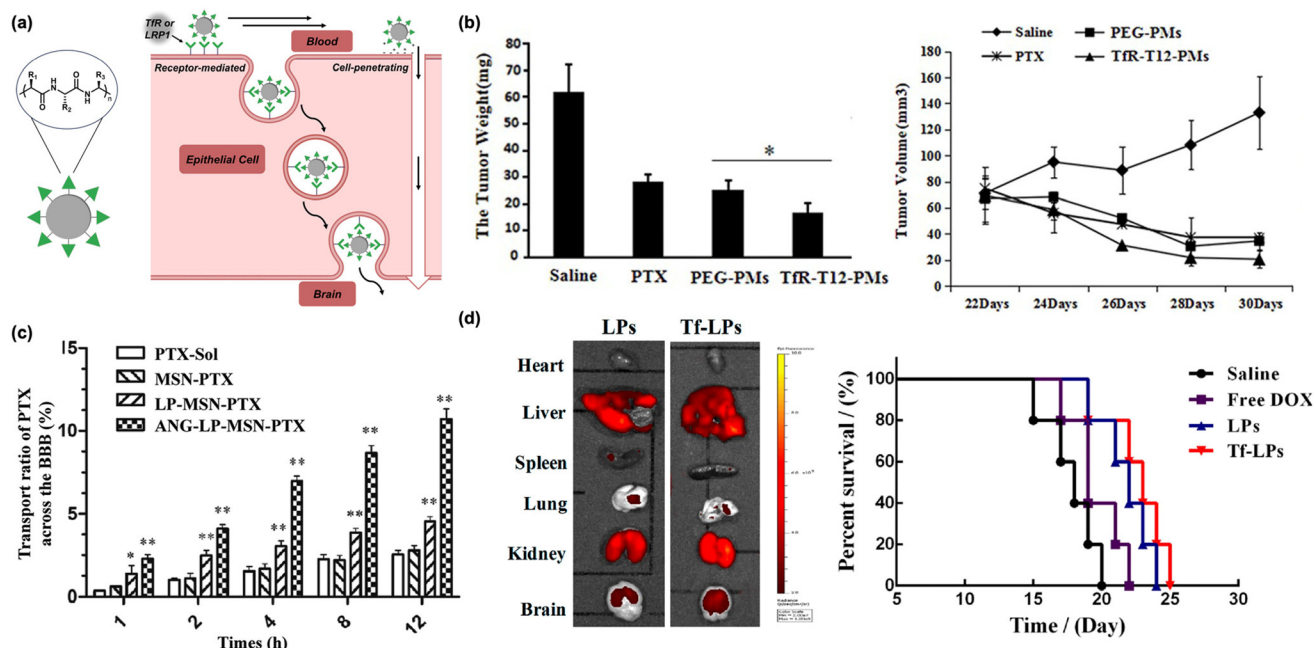 (a)
TfR or
LRP1
Blood
Receptor-mediated
Cell-penetrating
R1
R3
O
H
N
O
N
H
R2
O
n
Epithelial Cell
Brain
(b)
The Tumor Weight(mg)
70
60
50
40
30
20
10
0
*
Saline
PTX
PEG-PMs
TfR-T12-PMs
Saline
PEG-PMs
PTX
TfR-T12-PMs
Tumor Volume(mm3)
180
160
140
120
100
80
60
40
20
0
22Days
24Days
26Days
28Days
30Days
(c)
Transport ratio of PTX
across the BBB (%)
15
10
5
0
PTX-Sol
MSN-PTX
LP-MSN-PTX
ANG-LP-MSN-PTX
*
**
**
**
**
**
**
**
**
**
1
2
4
8
12
Times (h)
(d)
LPs
Tf-LPs
Heart
Liver
Spleen
Lung
Kidney
Brain
Percent survival / (%)
100
80
60
40
20
0
Saline
Free DOX
LPs
Tf-LPs
5
10
15
20
25
30
Time / (Day)